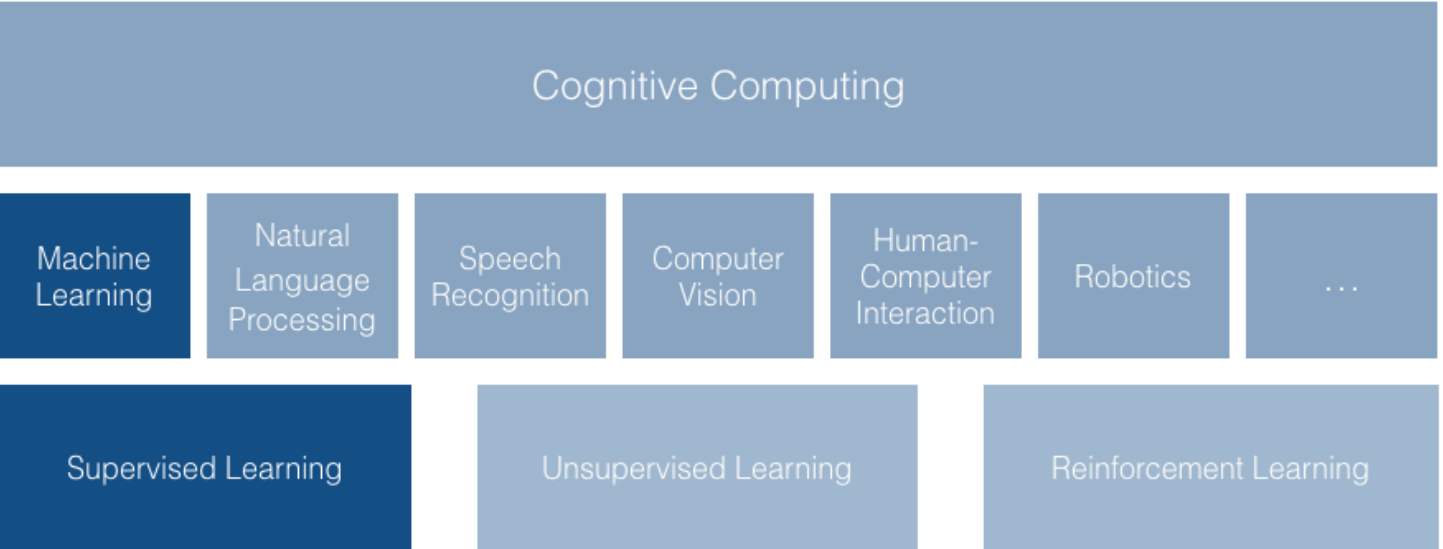 Cognitive Computing
Machine
Learning
Natural
Language
Processing
Speech
Recognition
Computer
Vision
Human-
Computer
Interaction
Robotics
...
Supervised Learning
Unsupervised Learning
Reinforcement Learning